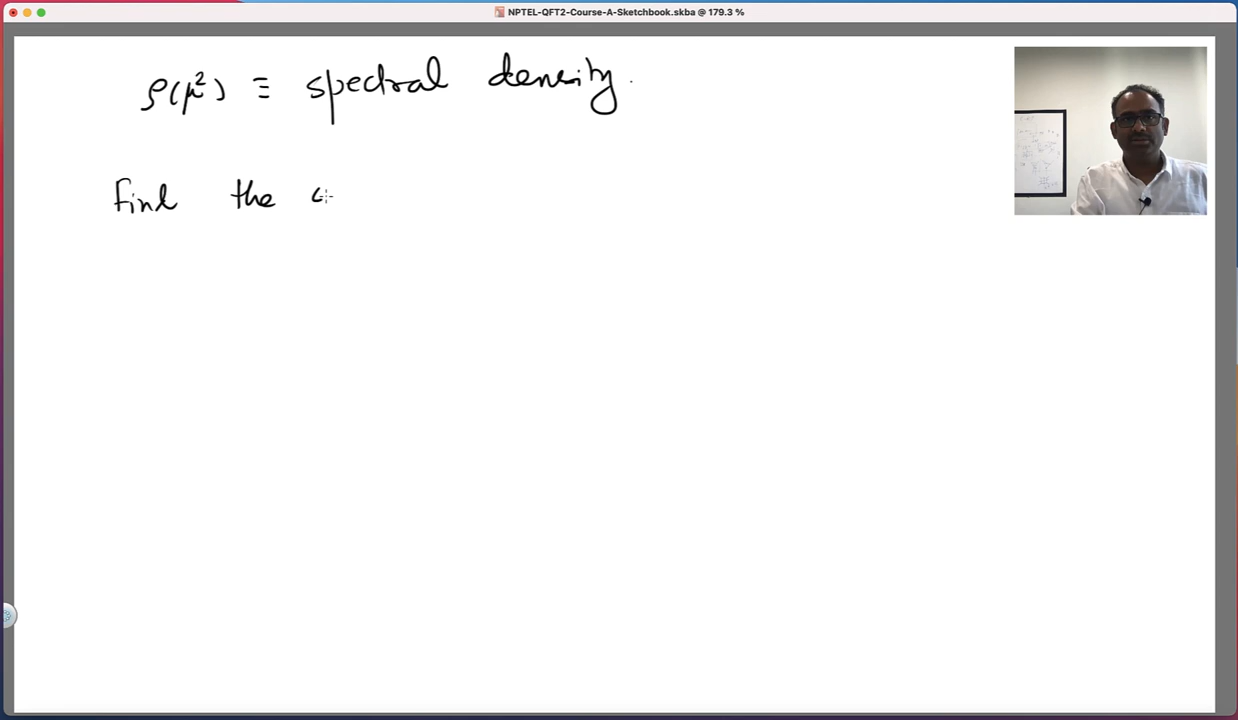 NPTEL-QFT2-Course-A-Sketchbook.skba @ 179.3 %
ρ(μ²) ≡ spectral density.
Find the